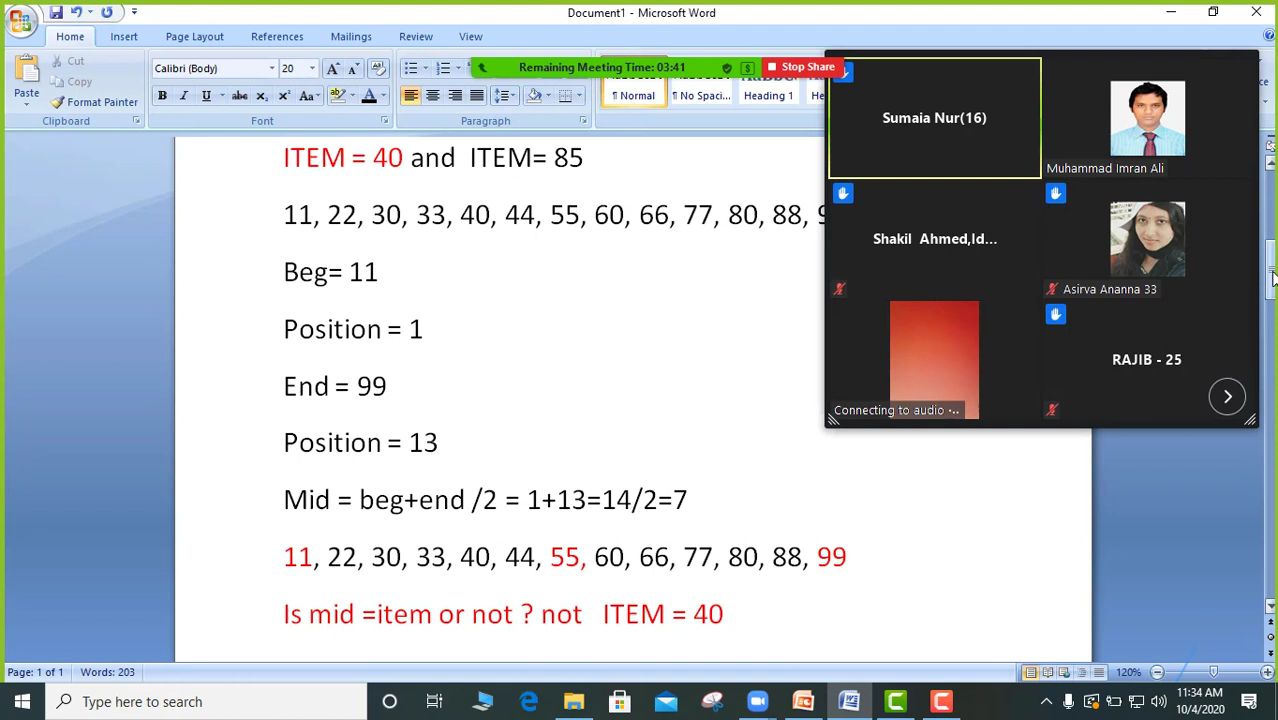 Document1 - Microsoft Word
Home Insert Page Layout References Mailings Review View
Cut
Copy
Format Painter
Paste
Clipboard
Calibri (Body) 20
Font
Paragraph
¶ Normal ¶ No Spaci... Heading 1
Remaining Meeting Time: 03:41 Stop Share
Sumaia Nur(16)
Muhammad Imran Ali
Shakil Ahmed,Id...
Asirva Ananna 33
Connecting to audio ·..
RAJIB - 25
ITEM = 40 and ITEM= 85
11, 22, 30, 33, 40, 44, 55, 60, 66, 77, 80, 88,
Beg= 11
Position = 1
End = 99
Position = 13
Mid = beg+end /2 = 1+13=14/2=7
11, 22, 30, 33, 40, 44, 55, 60, 66, 77, 80, 88, 99
Is mid =item or not ? not ITEM = 40
Page: 1 of 1 Words: 203 120%
Type here to search
11:34 AM
10/4/2020